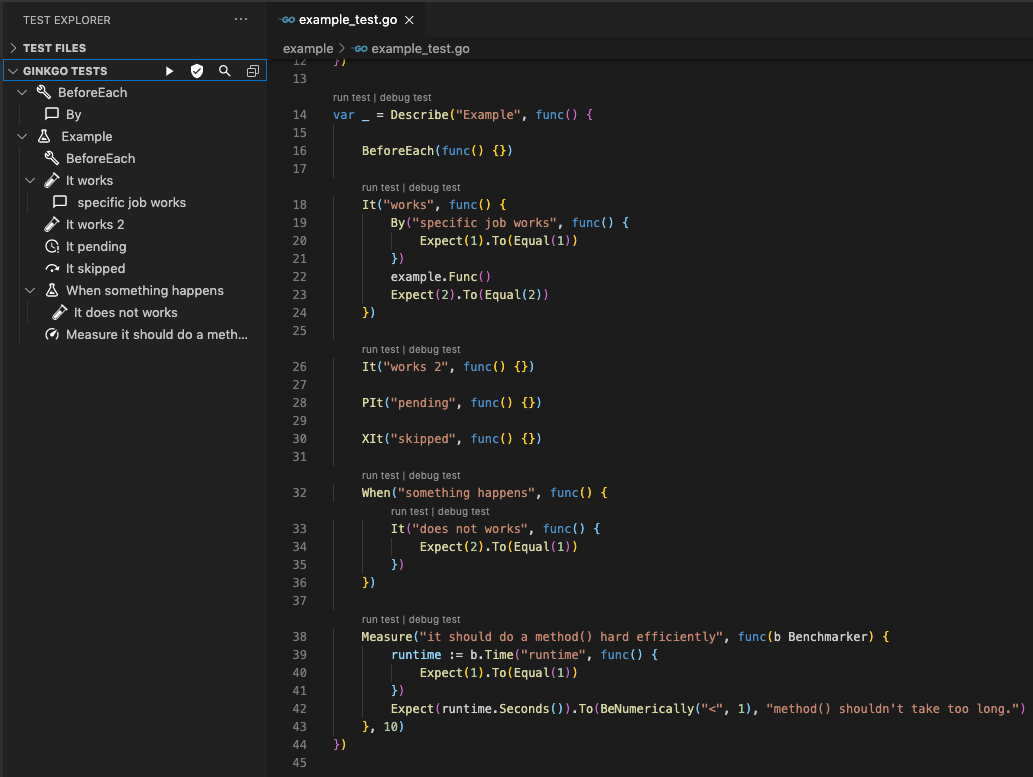 TEST EXPLORER
TEST FILES
GINKGO TESTS
BeforeEach
By
Example
BeforeEach
It works
specific job works
It works 2
It pending
It skipped
When something happens
It does not works
Measure it should do a meth...
GO example_test.go
example > GO example_test.go
12 })
13
run test | debug test
14 var _ = Describe("Example", func() {
15
16 BeforeEach(func() {})
17
run test | debug test
18 It("works", func() {
19 By("specific job works", func() {
20 Expect(1).To(Equal(1))
21 })
22 example.Func()
23 Expect(2).To(Equal(2))
24 })
25
run test | debug test
26 It("works 2", func() {})
27
28 PIt("pending", func() {})
29
30 XIt("skipped", func() {})
31
run test | debug test
32 When("something happens", func() {
run test | debug test
33 It("does not works", func() {
34 Expect(2).To(Equal(1))
35 })
36 })
37
run test | debug test
38 Measure("it should do a method() hard efficiently", func(b Benchmarker) {
39 runtime := b.Time("runtime", func() {
40 Expect(1).To(Equal(1))
41 })
42 Expect(runtime.Seconds()).To(BeNumerically("<", 1), "method() shouldn't take too long.")
43 }, 10)
44 })
45